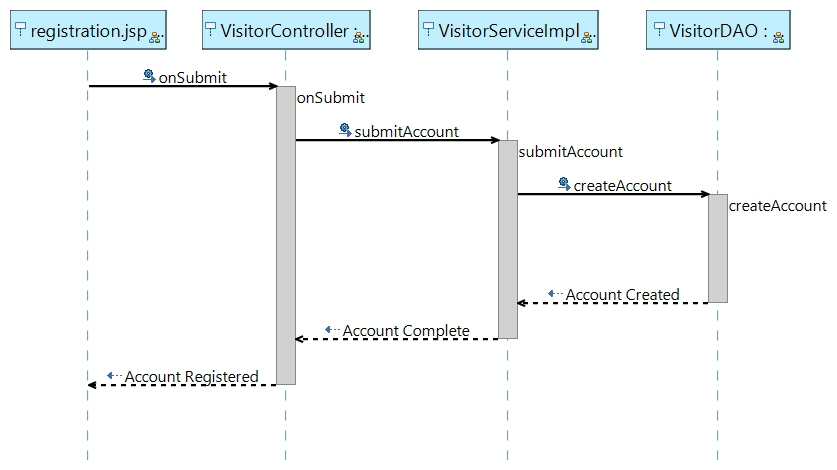 registration.jsp
VisitorController :...
VisitorServiceImpl...
VisitorDAO :
onSubmit
onSubmit
submitAccount
submitAccount
createAccount
createAccount
Account Created
Account Complete
Account Registered